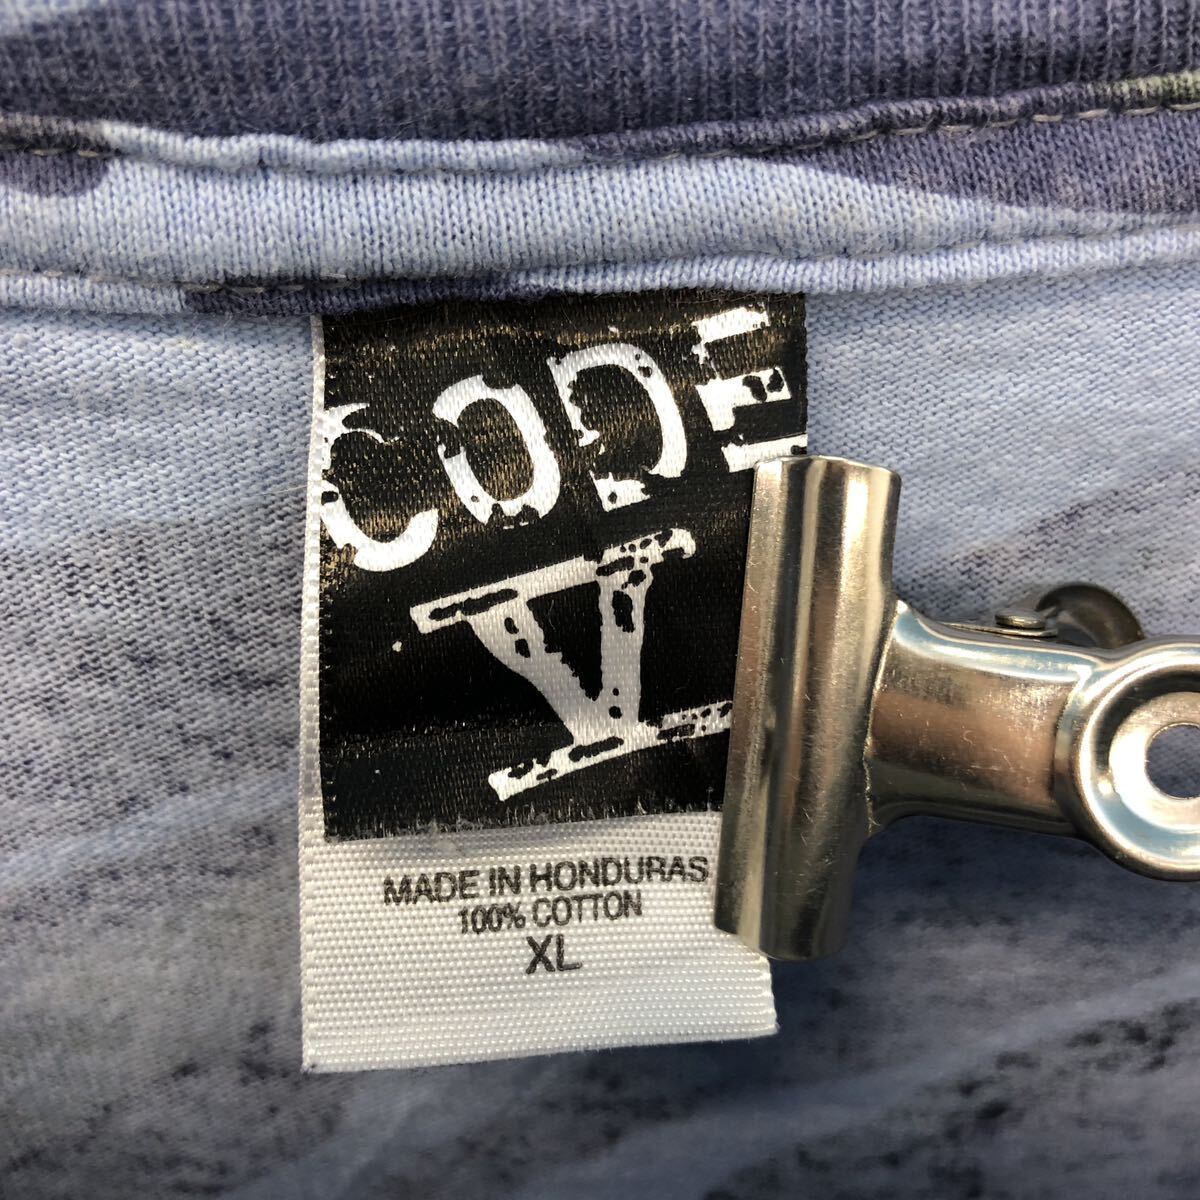 CODE
V
MADE IN HONDURAS
100% COTTON
XL